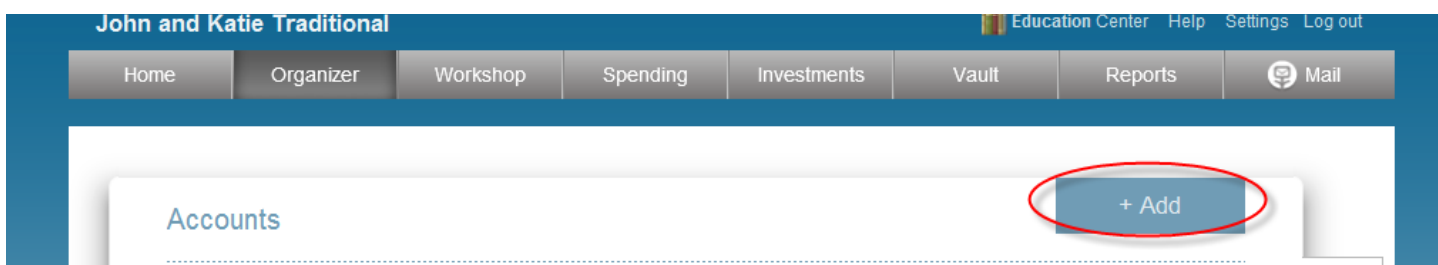 John and Katie Traditional Education Center Help Settings Log out
Home Organizer Workshop Spending Investments Vault Reports Mail
Accounts + Add